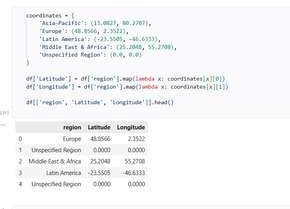 coordinates = {
'Asia-Pacific': (13.0827, 80.2707),
'Europe': (48.8566, 2.3522),
'Latin America': (-23.5505, -46.6333),
'Middle East & Africa': (25.2048, 55.2708),
'Unspecified Region': (0.0, 0.0)
}
df['Latitude'] = df['region'].map(lambda x: coordinates[x][0])
df['Longitude'] = df['region'].map(lambda x: coordinates[x][1])
df[['region', 'Latitude', 'Longitude']].head()
region Latitude Longitude
0 Europe 48.8566 2.3522
1 Unspecified Region 0.0000 0.0000
2 Middle East & Africa 25.2048 55.2708
3 Latin America -23.5505 -46.6333
4 Unspecified Region 0.0000 0.0000